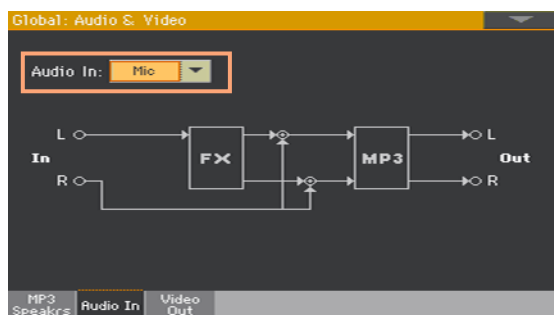 Global: Audio & Video
Audio In: Mic
L L
In FX MP3 Out
R R
MP3 Speakrs Audio In Video Out